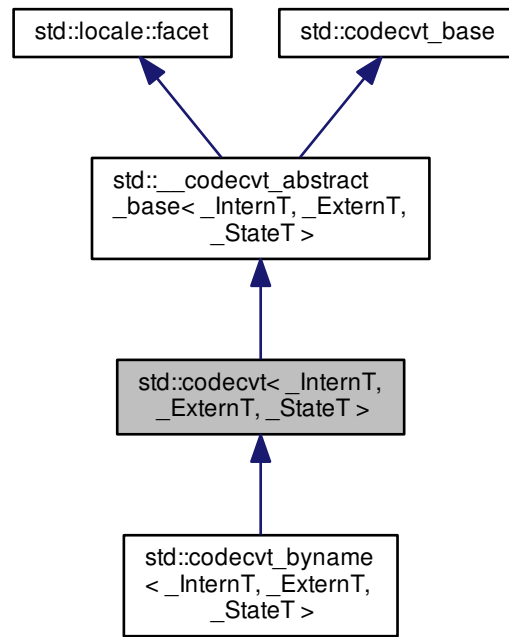 std::locale::facet
std::codecvt_base
std::__codecvt_abstract
_base< _InternT, _ExternT,
_StateT >
std::codecvt< _InternT,
_ExternT, _StateT >
std::codecvt_byname
< _InternT, _ExternT,
_StateT >